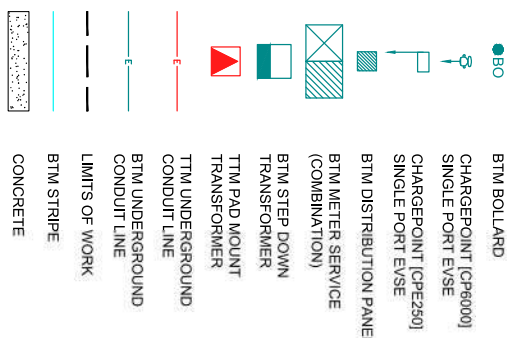 BO
BTM BOLLARD
CHARGEPOINT [CP6000]
SINGLE PORT EVSE
CHARGEPOINT [CPE250]
SINGLE PORT EVSE
BTM DISTRIBUTION PANE
BTM METER SERVICE
(COMBINATION)
BTM STEP DOWN
TRANSFORMER
TTM PAD MOUNT
TRANSFORMER
E
TTM UNDERGROUND
CONDUIT LINE
E
BTM UNDERGROUND
CONDUIT LINE
LIMITS OF WORK
BTM STRIPE
CONCRETE